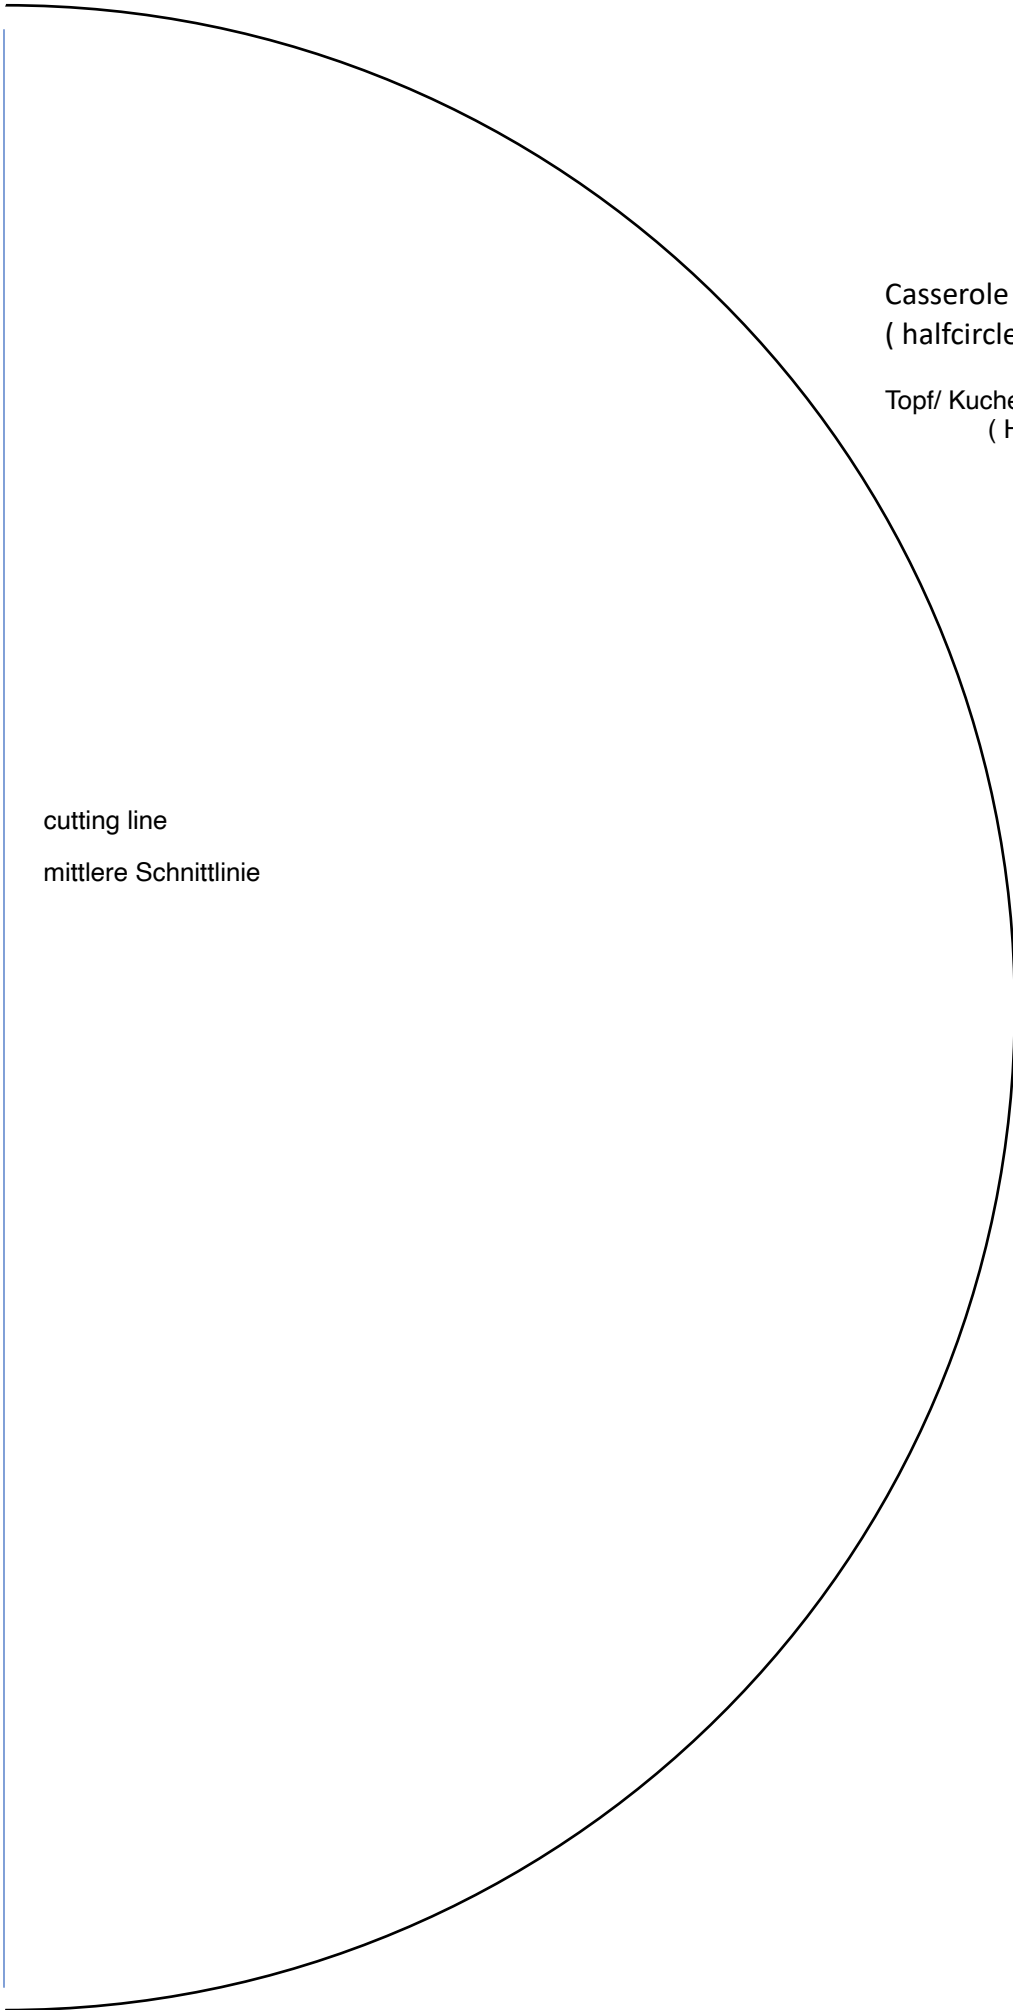 Casserole
( halfcircle
Topf/ Kuche
( H
cutting line
mittlere Schnittlinie